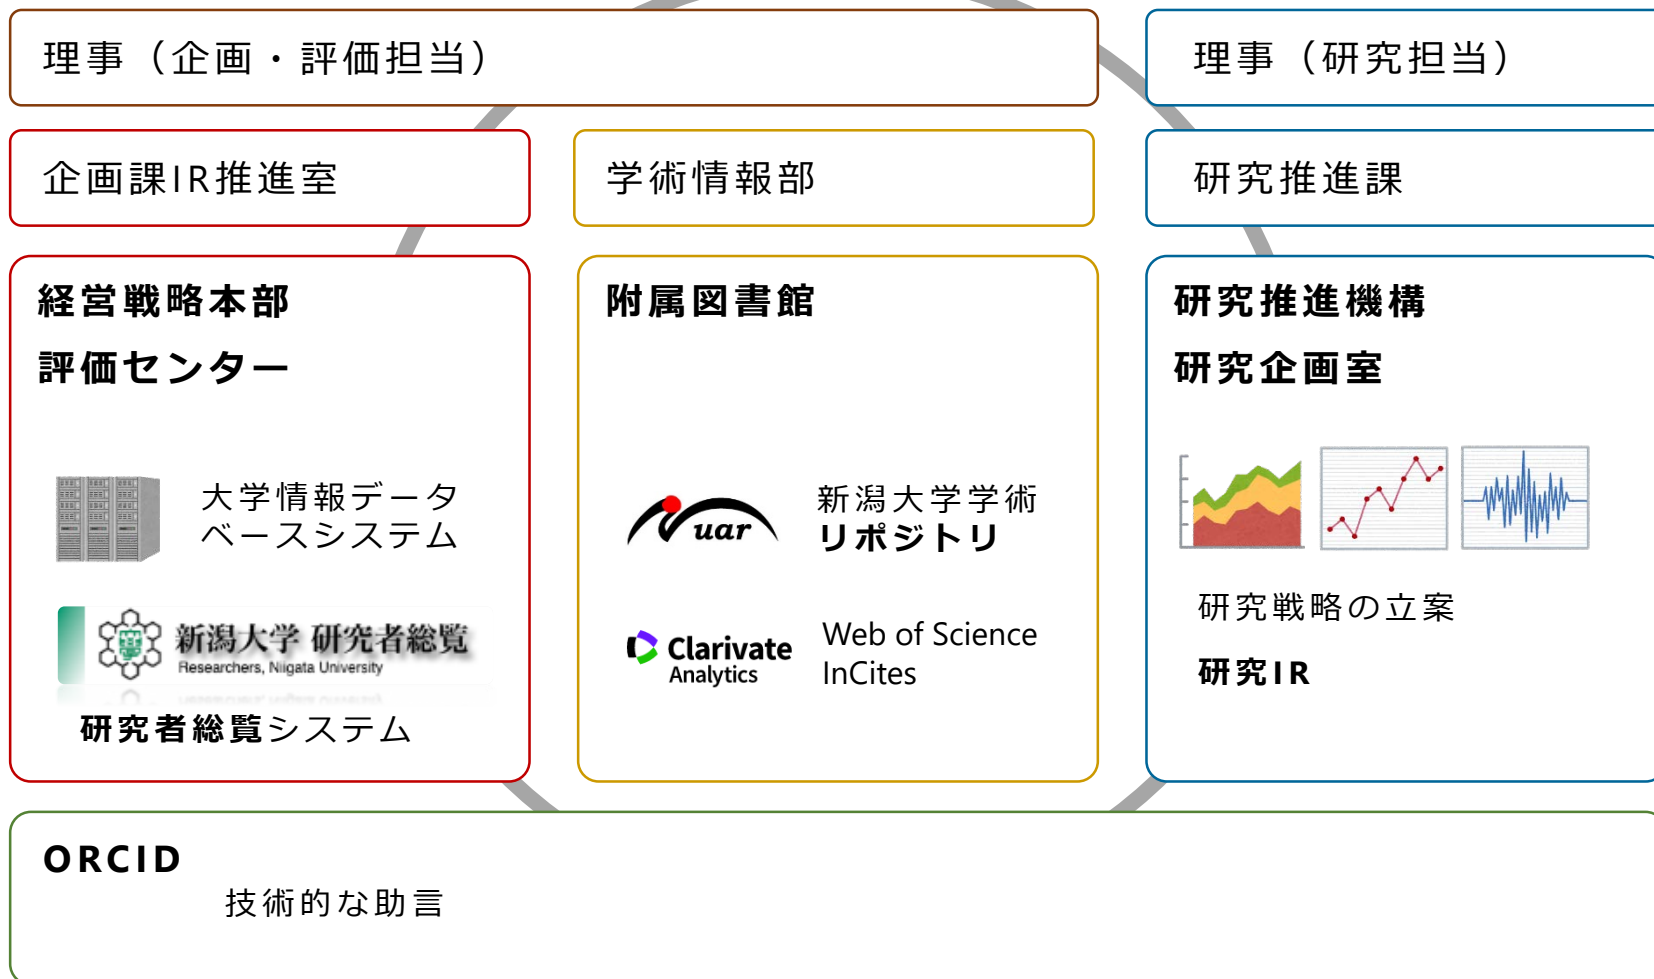 理事（企画・評価担当）
理事（研究担当）
企画課IR推進室
学術情報部
研究推進課
経営戦略本部
評価センター
大学情報データ
ベースシステム
新潟大学 研究者総覧
Researchers, Niigata University
研究者総覧システム
附属図書館
nuar
新潟大学学術
リポジトリ
Clarivate
Analytics
Web of Science
InCites
研究推進機構
研究企画室
研究戦略の立案
研究IR
ORCID
技術的な助言